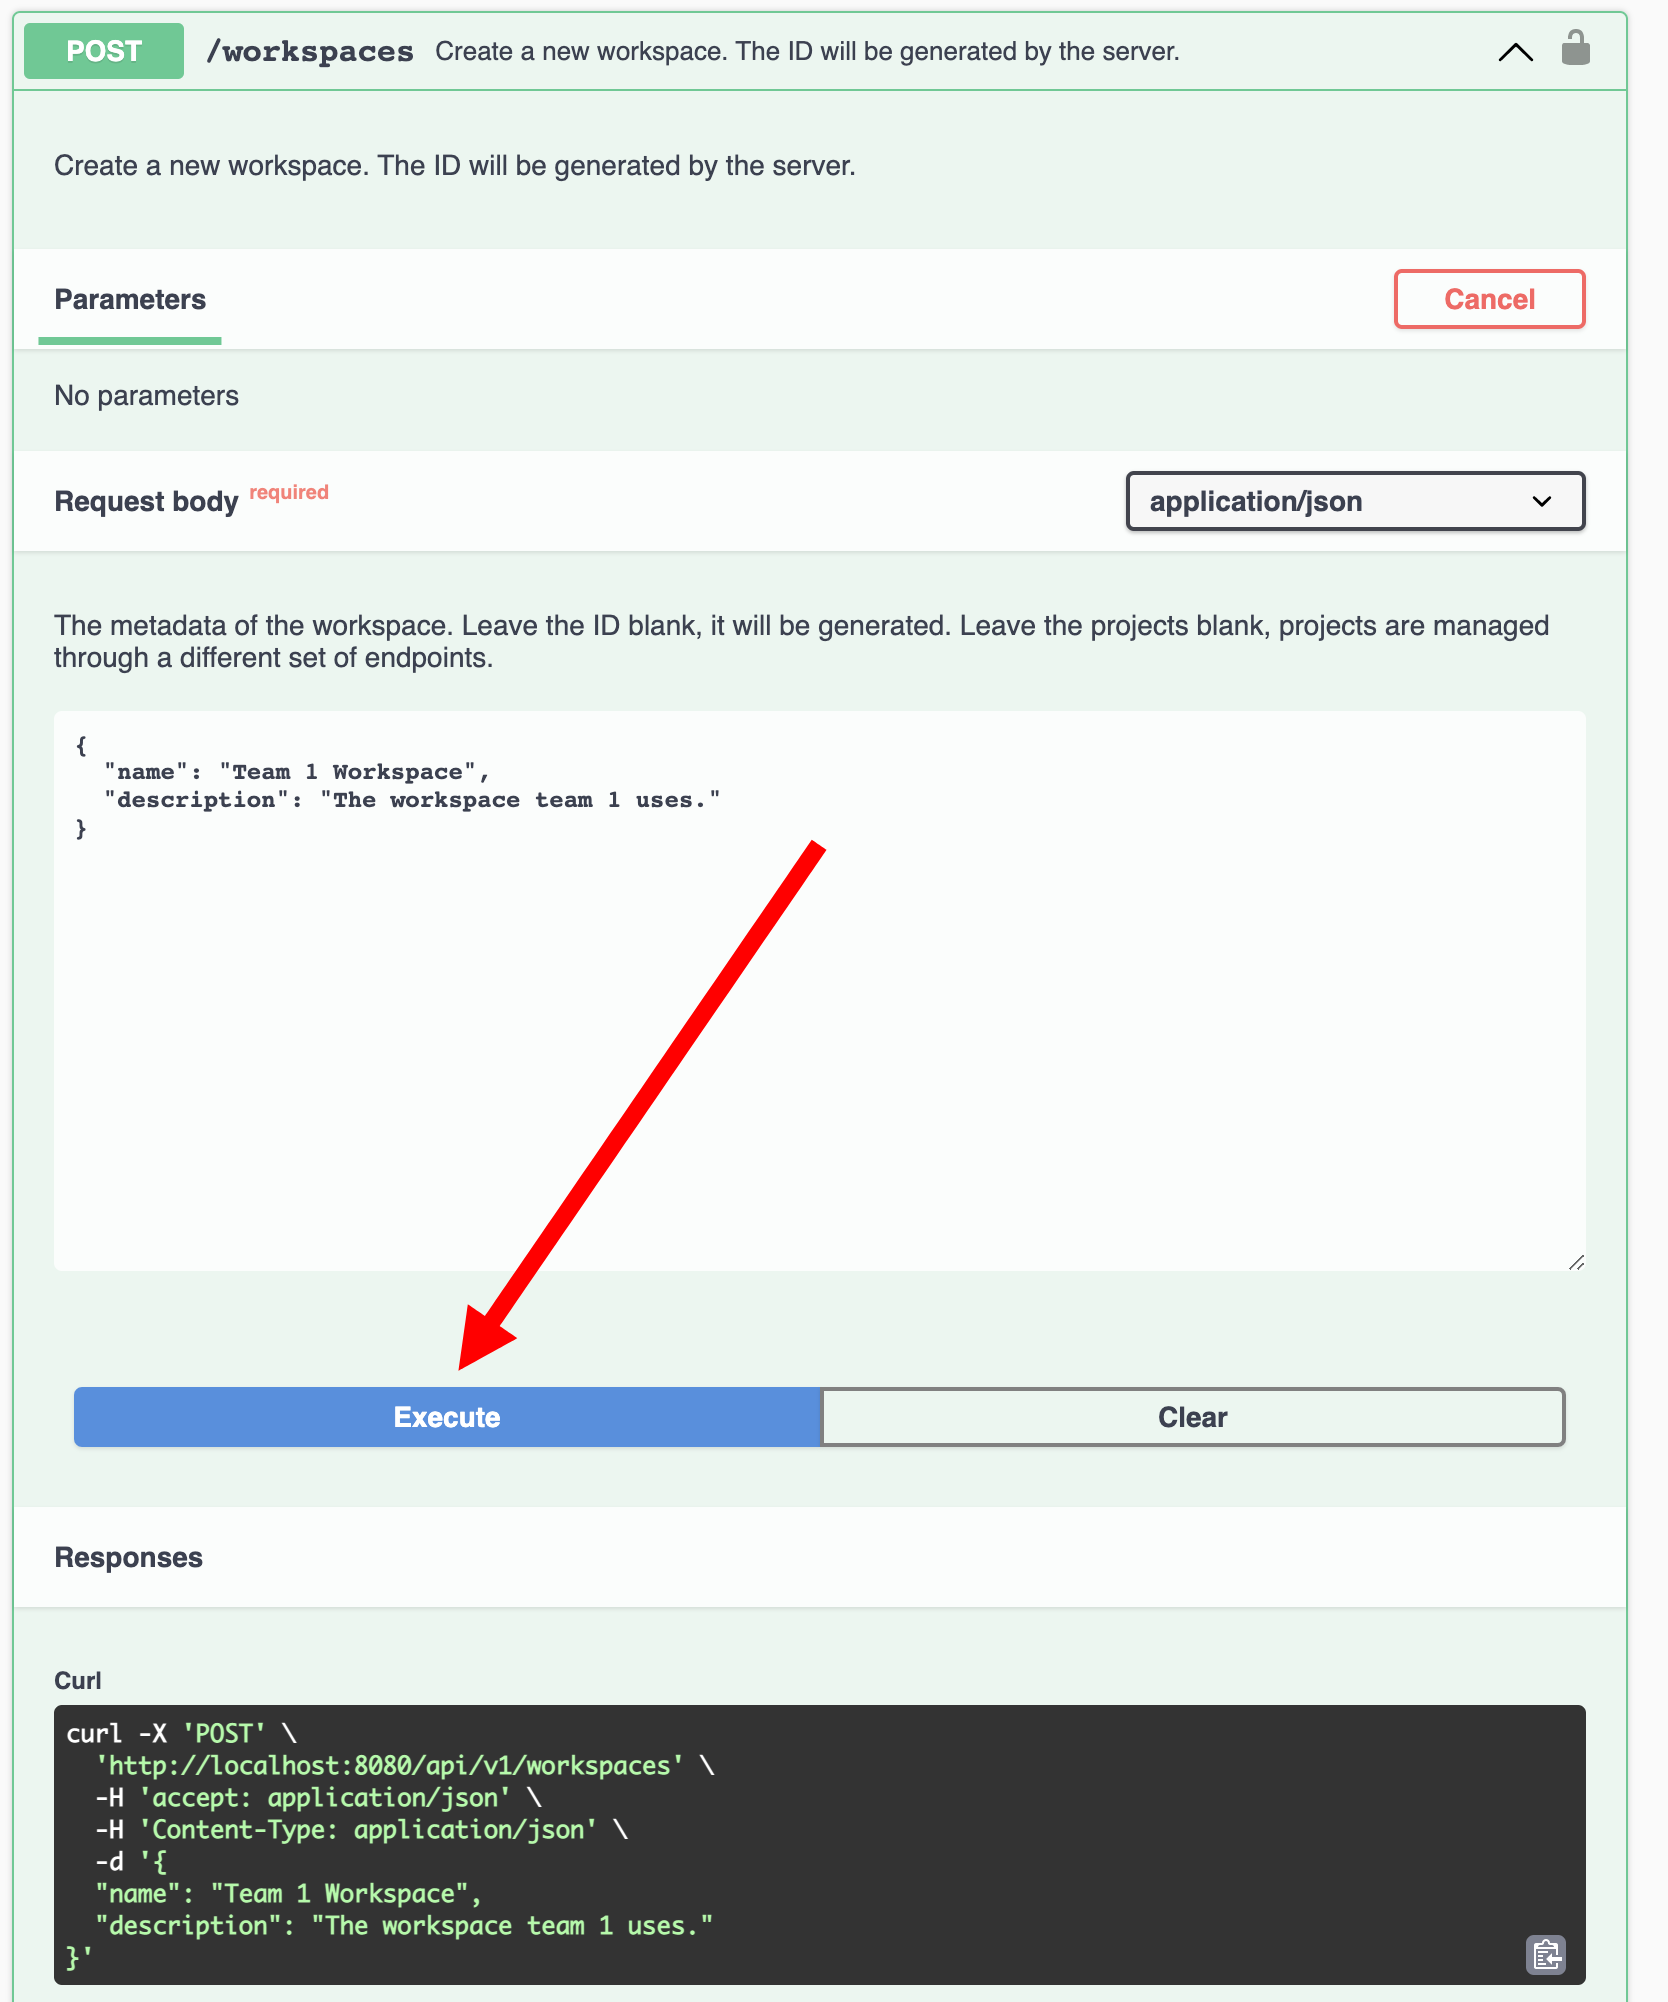 POST /workspaces Create a new workspace. The ID will be generated by the server.
Create a new workspace. The ID will be generated by the server.
Parameters
Cancel
No parameters
Request body required
application/json
The metadata of the workspace. Leave the ID blank, it will be generated. Leave the projects blank, projects are managed
through a different set of endpoints.
{
  "name": "Team 1 Workspace",
  "description": "The workspace team 1 uses."
}
Execute
Clear
Responses
Curl
curl -X 'POST' \
  'http://localhost:8080/api/v1/workspaces' \
  -H 'accept: application/json' \
  -H 'Content-Type: application/json' \
  -d '{
  "name": "Team 1 Workspace",
  "description": "The workspace team 1 uses."
}'